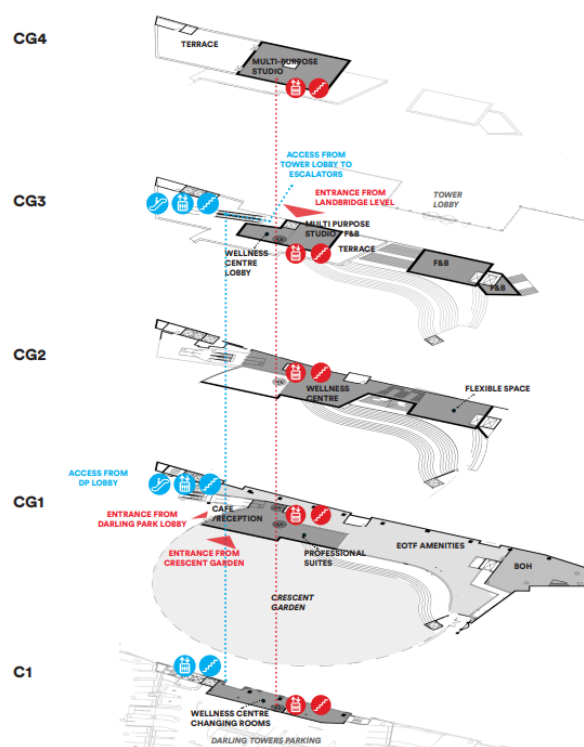 CG4
TERRACE
MULTI-PURPOSE
STUDIO
ACCESS FROM
TOWER LOBBY TO
ESCALATORS
CG3
ENTRANCE FROM
LANDBRIDGE LEVEL
TOWER
LOBBY
MULTI PURPOSE
STUDIO / F&B
WELLNESS
CENTRE
LOBBY
TERRACE
F&B
F&B
CG2
WELLNESS
CENTRE
FLEXIBLE SPACE
ACCESS FROM
DP LOBBY
CG1
CAFE
/RECEPTION
ENTRANCE FROM
DARLING PARK LOBBY
ENTRANCE FROM
CRESCENT GARDEN
PROFESSIONAL
SUITES
EOTF AMENITIES
BOH
CRESCENT
GARDEN
C1
WELLNESS CENTRE
CHANGING ROOMS
DARLING TOWERS PARKING